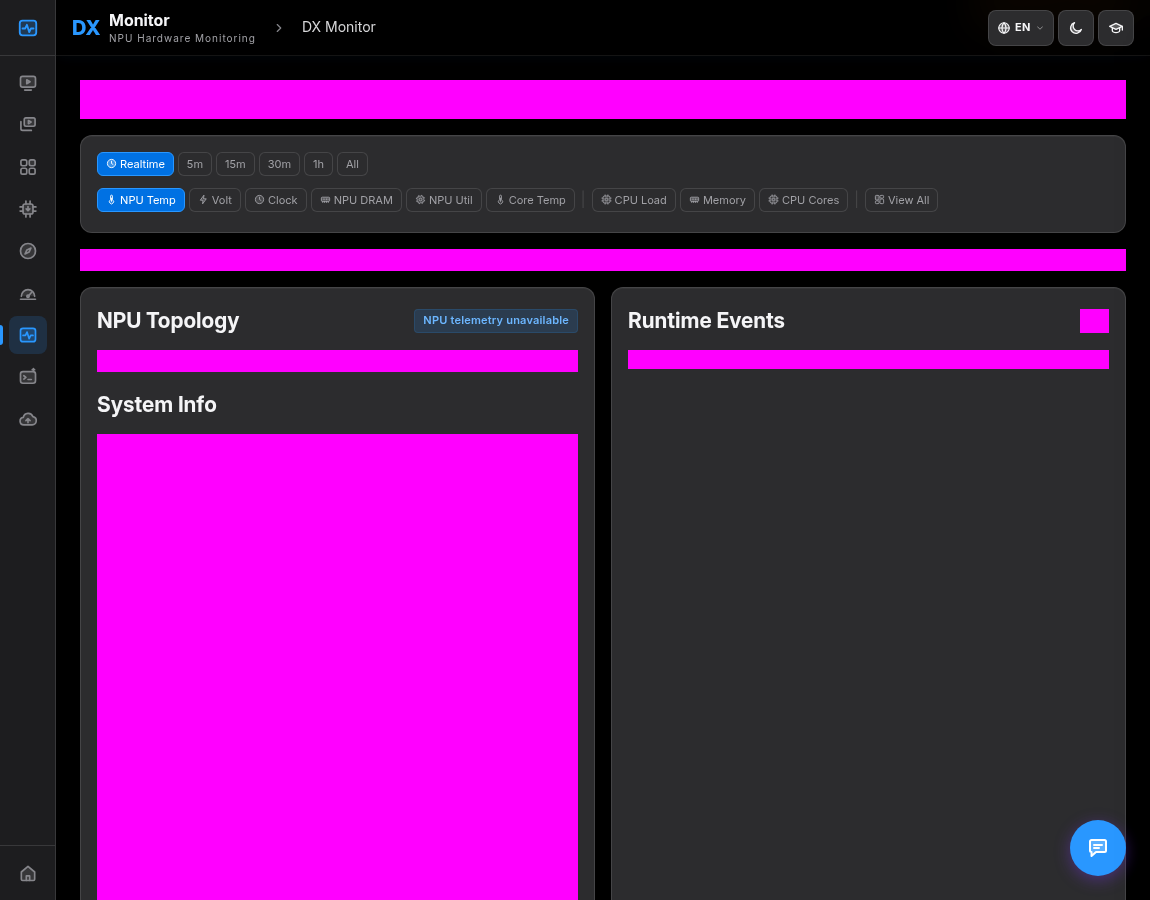 DX Monitor
NPU Hardware Monitoring
DX Monitor
EN
Realtime 5m 15m 30m 1h All
NPU Temp Volt Clock NPU DRAM NPU Util Core Temp CPU Load Memory CPU Cores View All
NPU Topology
NPU telemetry unavailable
Runtime Events
System Info